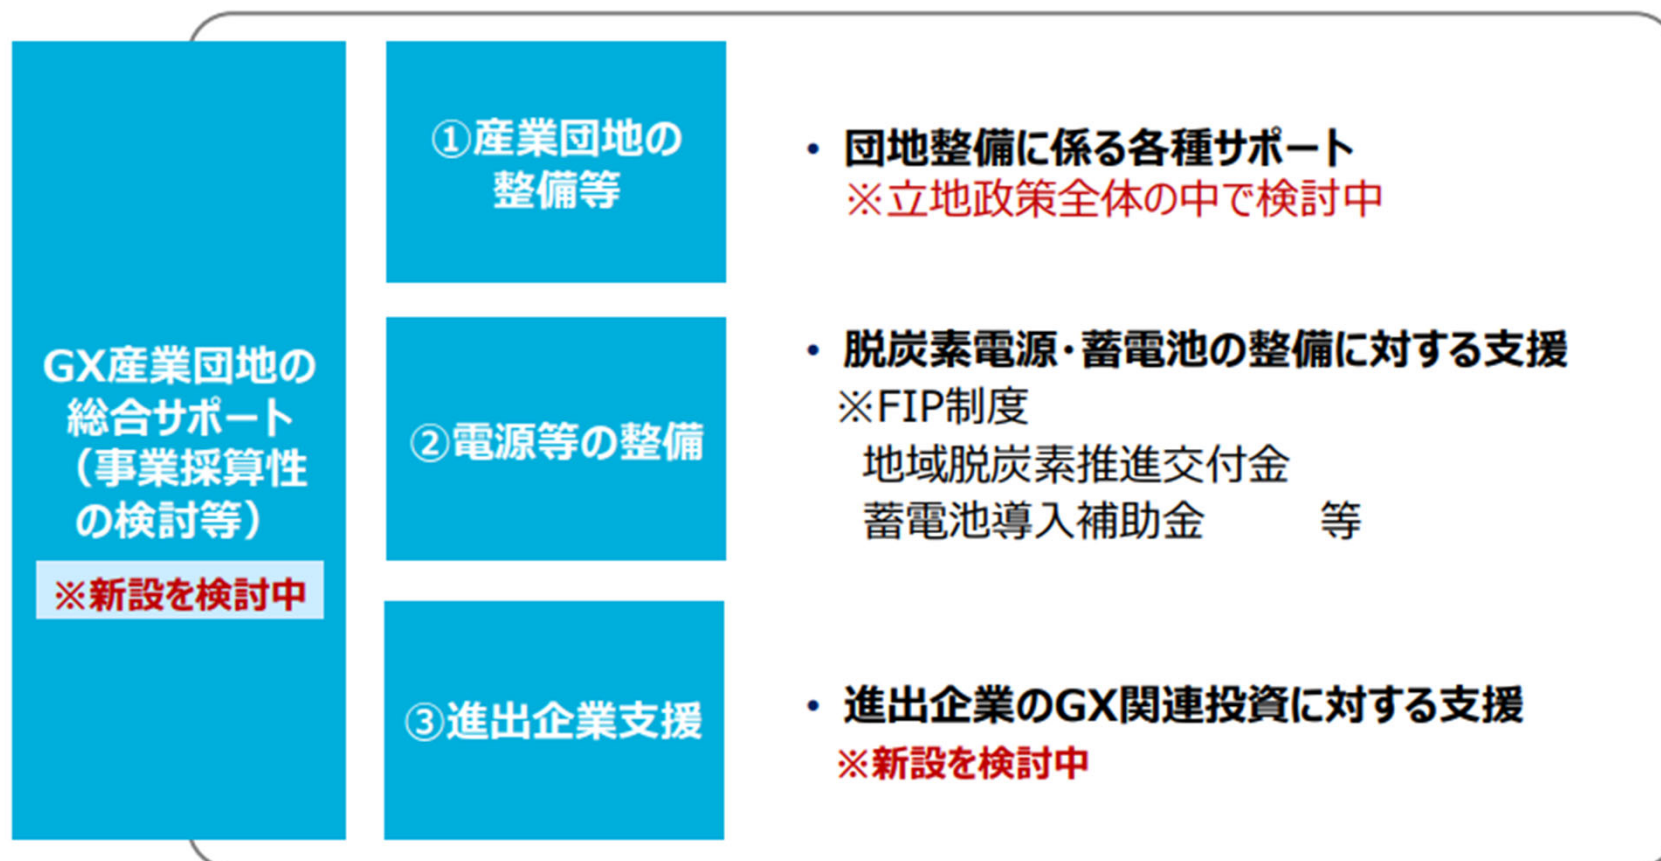 GX産業団地の
総合サポート
（事業採算性
の検討等）
※新設を検討中
①産業団地の
整備等
・団地整備に係る各種サポート
※立地政策全体の中で検討中
②電源等の整備
・脱炭素電源・蓄電池の整備に対する支援
※FIP制度
地域脱炭素推進交付金
蓄電池導入補助金　　　等
③進出企業支援
・進出企業のGX関連投資に対する支援
※新設を検討中